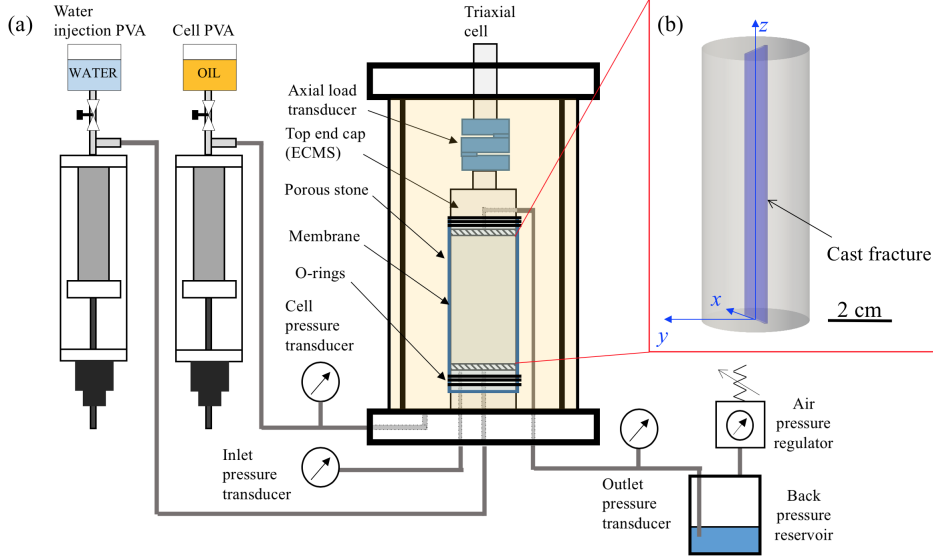 (a)
Water
injection PVA
Cell PVA
WATER
OIL
Triaxial
cell
Axial load
transducer
Top end cap
(ECMS)
Porous stone
Membrane
O-rings
Cell
pressure
transducer
Inlet
pressure
transducer
Outlet
pressure
transducer
Air
pressure
regulator
Back
pressure
reservoir
(b)
z
Cast fracture
x
y
2 cm